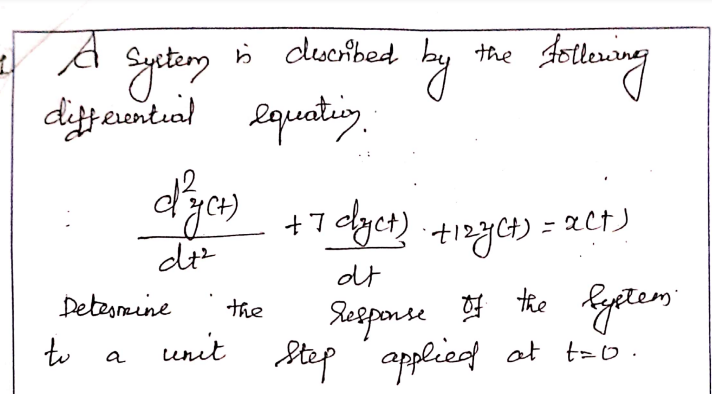 A System is described by the following
differential equation.
d²y(t)/dt² + 7 dy(t)/dt + 12y(t) = x(t)
Determine the Response of the System
to a unit step applied at t=0.